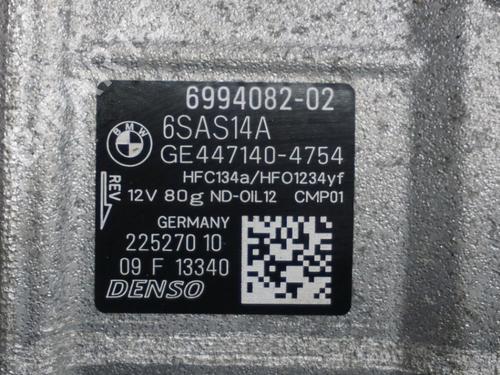 6994082-02
BMW
6SAS14A
GE447140-4754
HFC134a/HFO1234yf
REV
12V 80g ND-OIL12 CMP01
GERMANY
225270 10
09 F 13340
DENSO